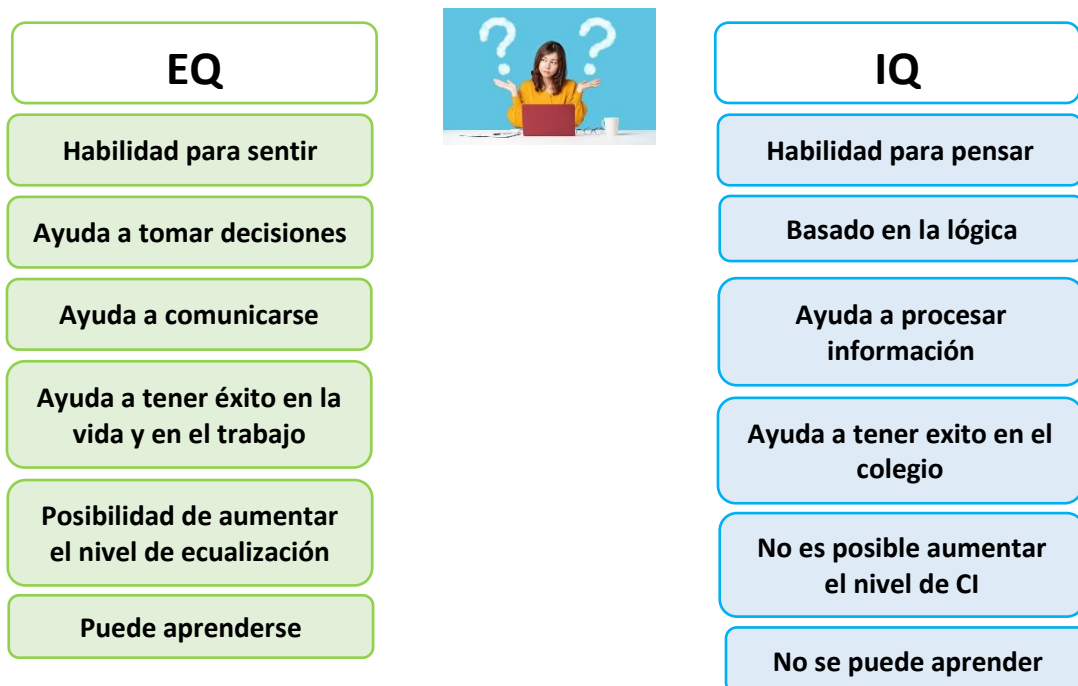 EQ
Habilidad para sentir
Ayuda a tomar decisiones
Ayuda a comunicarse
Ayuda a tener éxito en la
vida y en el trabajo
Posibilidad de aumentar
el nivel de ecualización
Puede aprenderse
? ?
IQ
Habilidad para pensar
Basado en la lógica
Ayuda a procesar
información
Ayuda a tener exito en el
colegio
No es posible aumentar
el nivel de CI
No se puede aprender